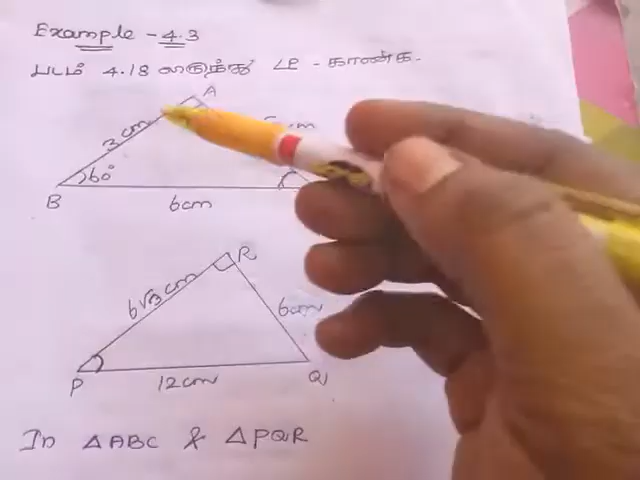 Example - 4.3
படம் 4.18 லிருந்து ∠P - காண்க.
A
3 cm
60°
B
6cm
R
6√3 cm
6cm
P
12cm
Q
In △ABC & △PQR